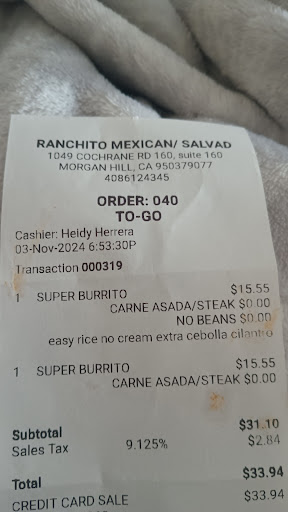 RANCHITO MEXICAN/ SALVAD
1049 COCHRANE RD 160, suite 160
MORGAN HILL, CA 950379077
4086124345
ORDER: 040
TO-GO
Cashier: Heidy Herrera
03-Nov-2024 6:53:30P
Transaction 000319
1 SUPER BURRITO $15.55
CARNE ASADA/STEAK $0.00
NO BEANS $0.00
easy rice no cream extra cebolla cilantro
1 SUPER BURRITO $15.55
CARNE ASADA/STEAK $0.00
Subtotal $31.10
Sales Tax 9.125% $2.84
Total $33.94
CREDIT CARD SALE $33.94